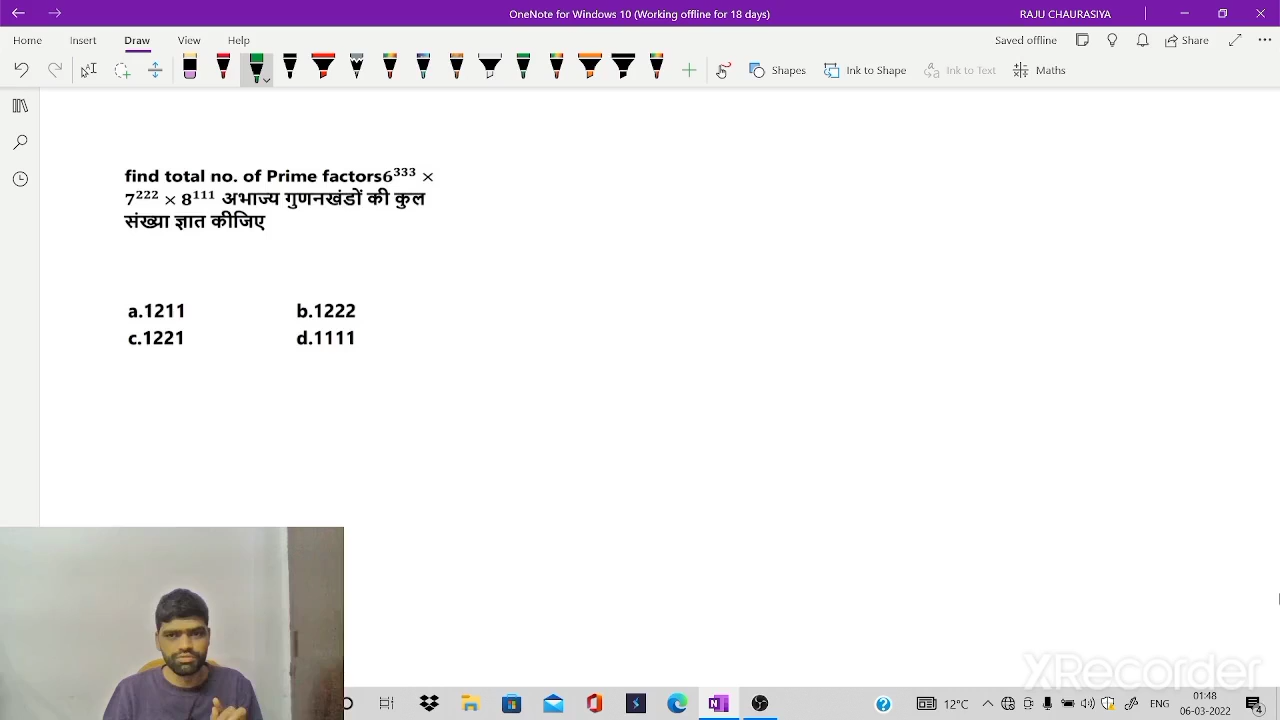 OneNote for Windows 10 (Working offline for 18 days)
RAJU CHAURASIYA
Home Insert Draw View Help
Saved offline
Share
Shapes
Ink to Shape
Ink to Text
Maths
find total no. of Prime factors6³³³ ×
7²²² × 8¹¹¹ अभाज्य गुणनखंडों की कुल
संख्या ज्ञात कीजिए
a.1211 b.1222
c.1221 d.1111
XRecorder
12°C
ENG
01:48
06-03-2022
4